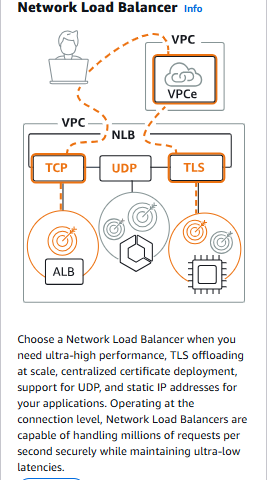 Network Load Balancer Info
VPC
VPCe
VPC
NLB
TCP
UDP
TLS
ALB
Choose a Network Load Balancer when you
need ultra-high performance, TLS offloading
at scale, centralized certificate deployment,
support for UDP, and static IP addresses for
your applications. Operating at the
connection level, Network Load Balancers are
capable of handling millions of requests per
second securely while maintaining ultra-low
latencies.